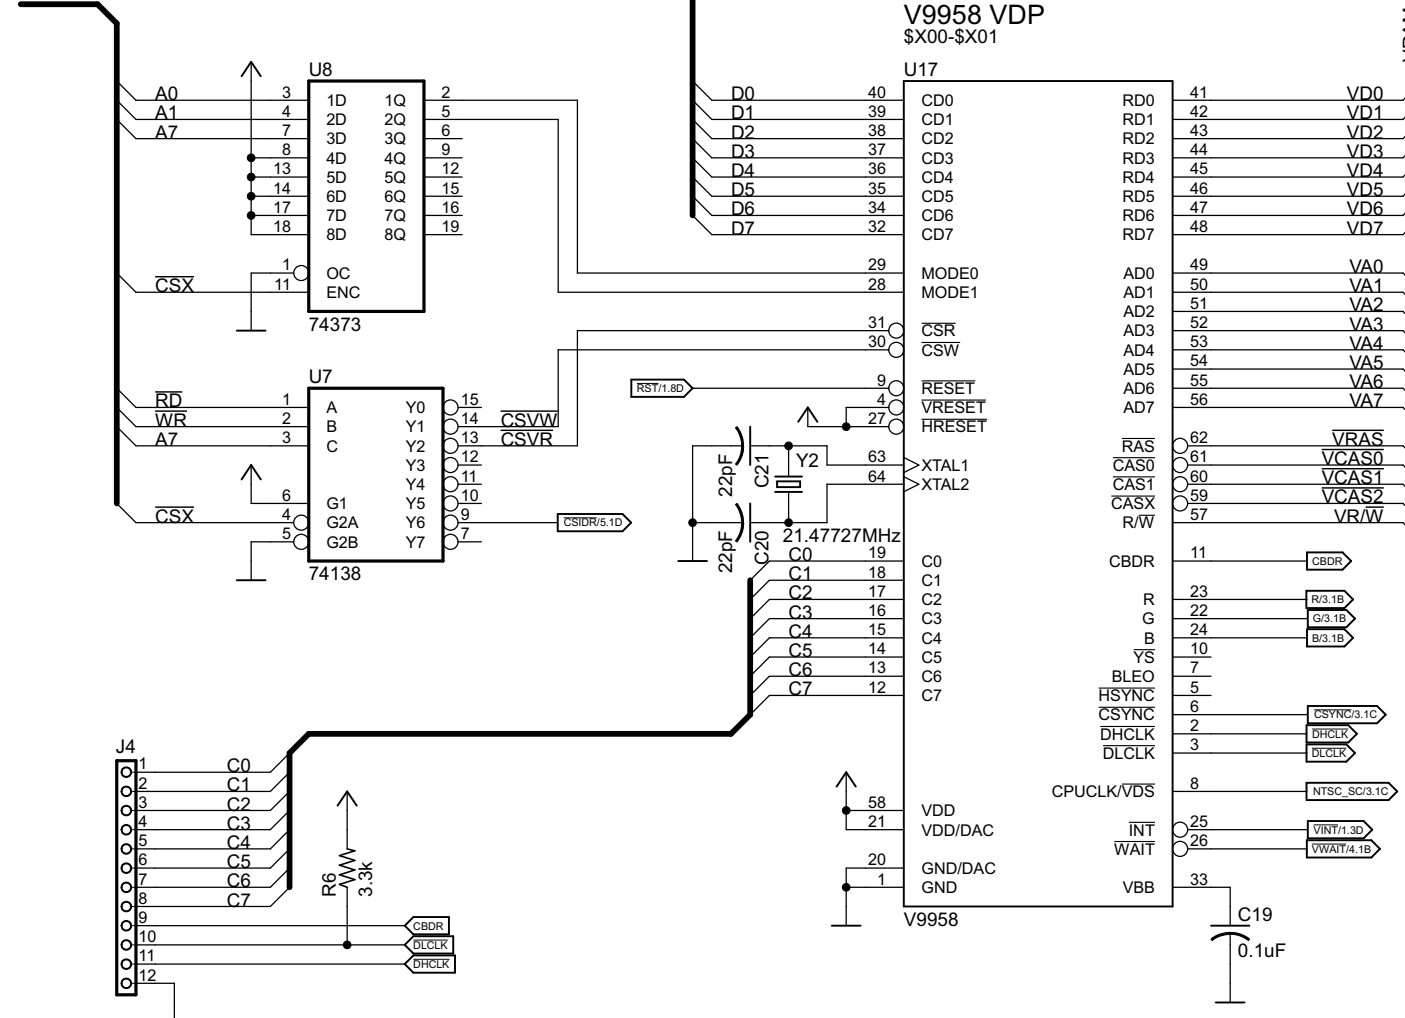 V9958 VDP
$X00-$X01
U8
A0 3 1D 1Q 2
A1 4 2D 2Q 5
A7 7 3D 3Q 6
8 4D 4Q 9
13 5D 5Q 12
14 6D 6Q 15
17 7D 7Q 16
18 8D 8Q 19
1 OC
CSX 11 ENC
74373
U7
RD 1 A Y0 15
WR 2 B Y1 14 CSVW
A7 3 C Y2 13 CSVR
Y3 12
Y4 11
6 G1 Y5 10
CSX 4 G2A Y6 9 CSIDR/5.1D
5 G2B Y7 7
74138
U17
D0 40 CD0 RD0 41 VD0
D1 39 CD1 RD1 42 VD1
D2 38 CD2 RD2 43 VD2
D3 37 CD3 RD3 44 VD3
D4 36 CD4 RD4 45 VD4
D5 35 CD5 RD5 46 VD5
D6 34 CD6 RD6 47 VD6
D7 32 CD7 RD7 48 VD7
29 MODE0 AD0 49 VA0
28 MODE1 AD1 50 VA1
AD2 51 VA2
31 CSR AD3 52 VA3
30 CSW AD4 53 VA4
AD5 54 VA5
RST/1.8D 9 RESET AD6 55 VA6
4 VRESET AD7 56 VA7
27 HRESET
RAS 62 VRAS
22pF C21 Y2 63 XTAL1 CAS0 61 VCAS0
64 XTAL2 CAS1 60 VCAS1
CASX 59 VCAS2
22pF C20 R/W 57 VR/W
21.47727MHz
C0 19 C0 CBDR 11 CBDR
C1 18 C1
C2 17 C2 R 23 R/3.1B
C3 16 C3 G 22 G/3.1B
C4 15 C4 B 24 B/3.1B
C5 14 C5 YS 10
C6 13 C6 BLEO 7
C7 12 C7 HSYNC 5
CSYNC 6 CSYNC/3.1C
DHCLK 2 DHCLK
DLCLK 3 DLCLK
CPUCLK/VDS 8 NTSC_SC/3.1C
58 VDD
21 VDD/DAC INT 25 VINT/1.3D
WAIT 26 VWAIT/4.1B
20 GND/DAC
1 GND VBB 33
V9958
C19
0.1uF
J4
1 C0
2 C1
3 C2
4 C3
5 C4
6 C5
7 C6
8 C7
R6 3.3k
9 CBDR
10 DLCLK
11 DHCLK
12